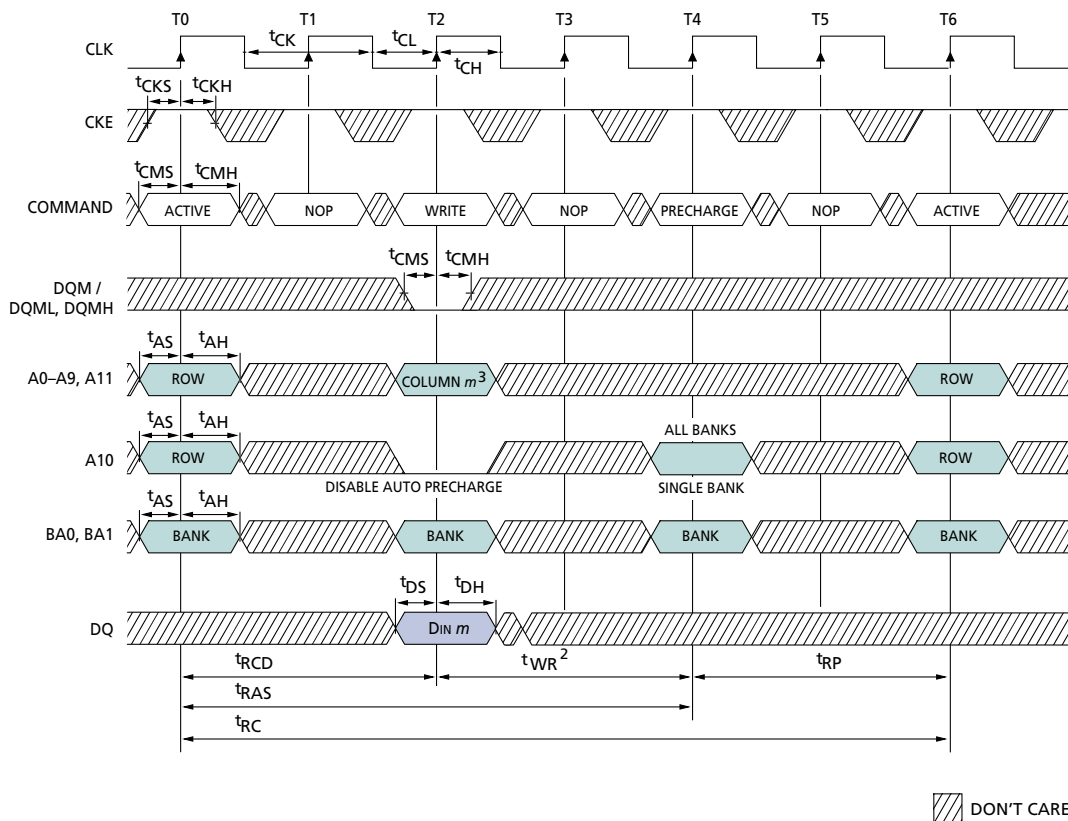 T0 T1 T2 T3 T4 T5 T6
CLK
tCK tCL
tCH
tCKS tCKH
CKE
tCMS tCMH
COMMAND ACTIVE NOP WRITE NOP PRECHARGE NOP ACTIVE
tCMS tCMH
DQM /
DQML, DQMH
tAS tAH
A0–A9, A11 ROW COLUMN m3 ROW
tAS tAH
ALL BANKS
A10 ROW ROW
DISABLE AUTO PRECHARGE SINGLE BANK
tAS tAH
BA0, BA1 BANK BANK BANK BANK
tDS tDH
DQ DIN m
tRCD tWR2 tRP
tRAS
tRC
DON'T CARE